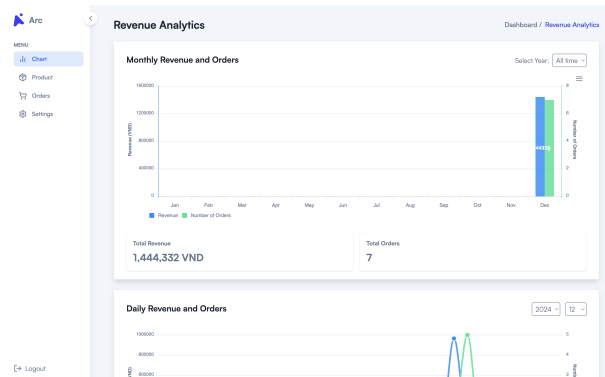 Arc
Revenue Analytics
Dashboard / Revenue Analytics
MENU
Chart
Product
Orders
Settings
Logout
Monthly Revenue and Orders
Select Year: All time
1600000
1200000
800000
400000
0
Revenue (VND)
8
6
4
2
0
Number of Orders
44332
Jan Feb Mar Apr May Jun Jul Aug Sep Oct Nov Dec
Revenue Number of Orders
Total Revenue
1,444,332 VND
Total Orders
7
Daily Revenue and Orders
2024 12
1000000
800000
600000
5
4
3